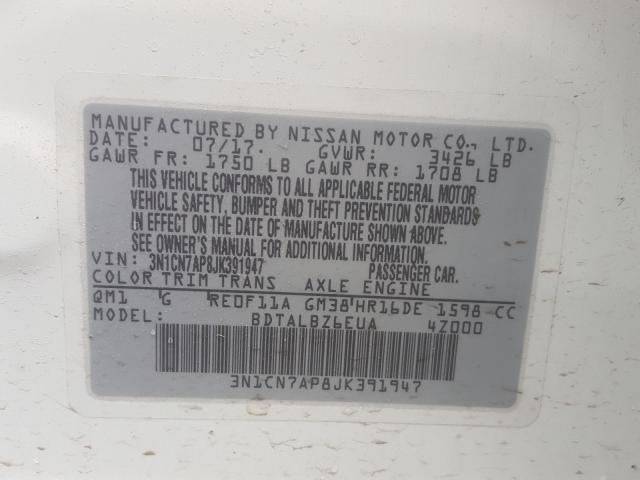 MANUFACTURED BY NISSAN MOTOR CO., LTD.
DATE: 07/17. GVWR: 3426 LB
GAWR FR: 1750 LB GAWR RR: 1708 LB
THIS VEHICLE CONFORMS TO ALL APPLICABLE FEDERAL MOTOR
VEHICLE SAFETY, BUMPER AND THEFT PREVENTION STANDARDS
IN EFFECT ON THE DATE OF MANUFACTURE SHOWN ABOVE.
SEE OWNER'S MANUAL FOR ADDITIONAL INFORMATION.
VIN: 3N1CN7AP8JK391947 PASSENGER CAR.
COLOR TRIM TRANS AXLE ENGINE
QM1 G RE0F11A GM38 HR16DE 1598 CC
MODEL: BDTALBZ6EUA 4Z000
3N1CN7AP8JK391947